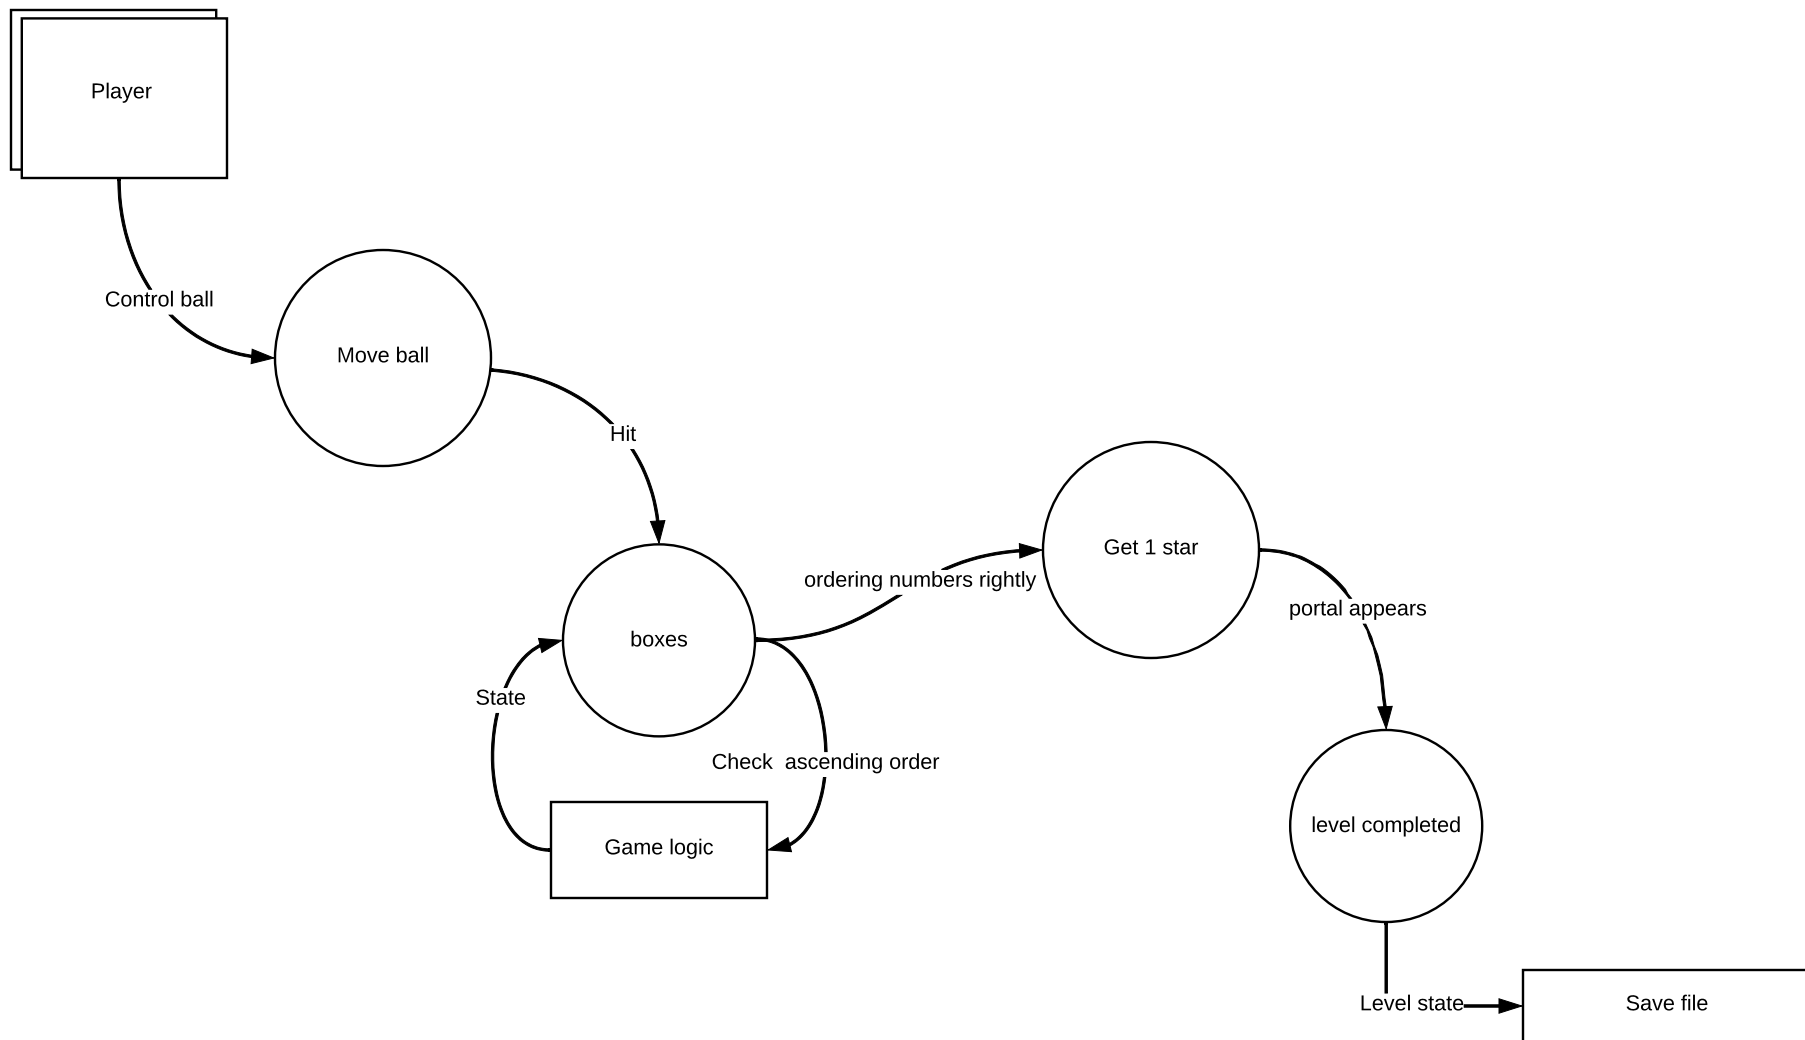 Player
Control ball
Move ball
Hit
ordering numbers rightly
Get 1 star
portal appears
boxes
State
Check  ascending order
Game logic
level completed
Level state
Save file